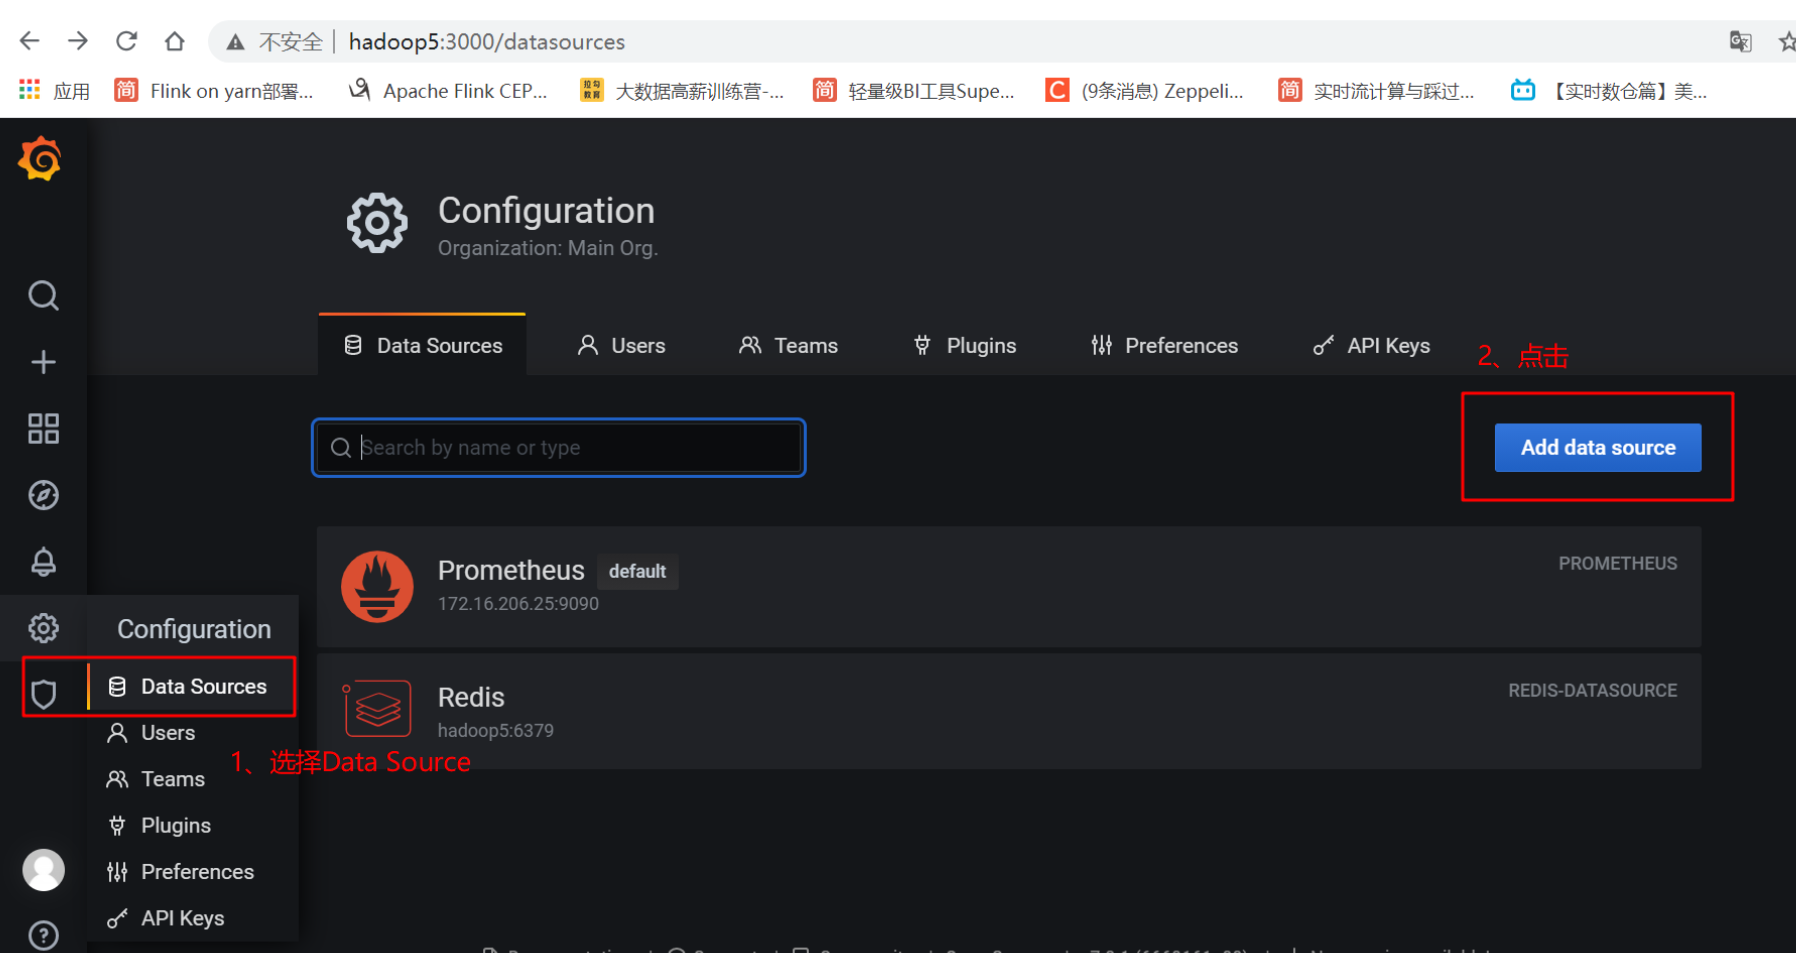 不安全 | hadoop5:3000/datasources
应用 Flink on yarn部署... Apache Flink CEP... 大数据高薪训练营-... 轻量级BI工具Supe... (9条消息) Zeppeli... 实时流计算与踩过... 【实时数仓篇】美...
Configuration
Organization: Main Org.
Data Sources Users Teams Plugins Preferences API Keys
2、点击
Search by name or type
Add data source
Prometheus default
PROMETHEUS
172.16.206.25:9090
Redis
REDIS-DATASOURCE
hadoop5:6379
Configuration
Data Sources
Users
1、选择Data Source
Teams
Plugins
Preferences
API Keys